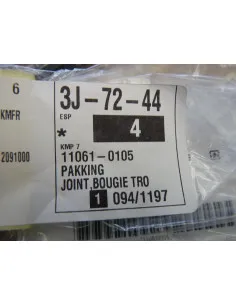 6
3J-72-44
KMFR
ESP
* 4
KMP 7
2091000
11061-0105
PAKKING
JOINT,BOUGIE TRO
1 094/1197